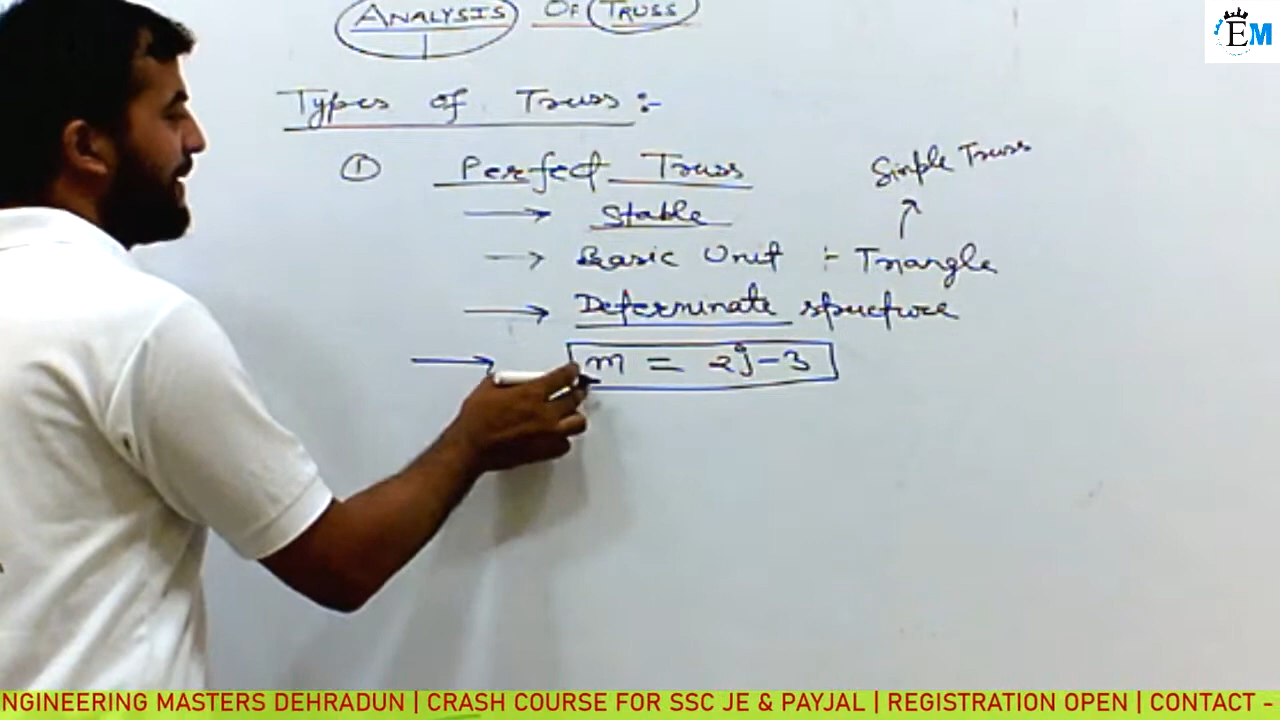 ANALYSIS OF TRUSS
EM
Types of Truss :-
① Perfect Truss
Simple Truss
→ Stable
→ Basic Unit :- Triangle
→ Determinate structure
→ m = 2j-3
NGINEERING MASTERS DEHRADUN | CRASH COURSE FOR SSC JE & PAYJAL | REGISTRATION OPEN | CONTACT -